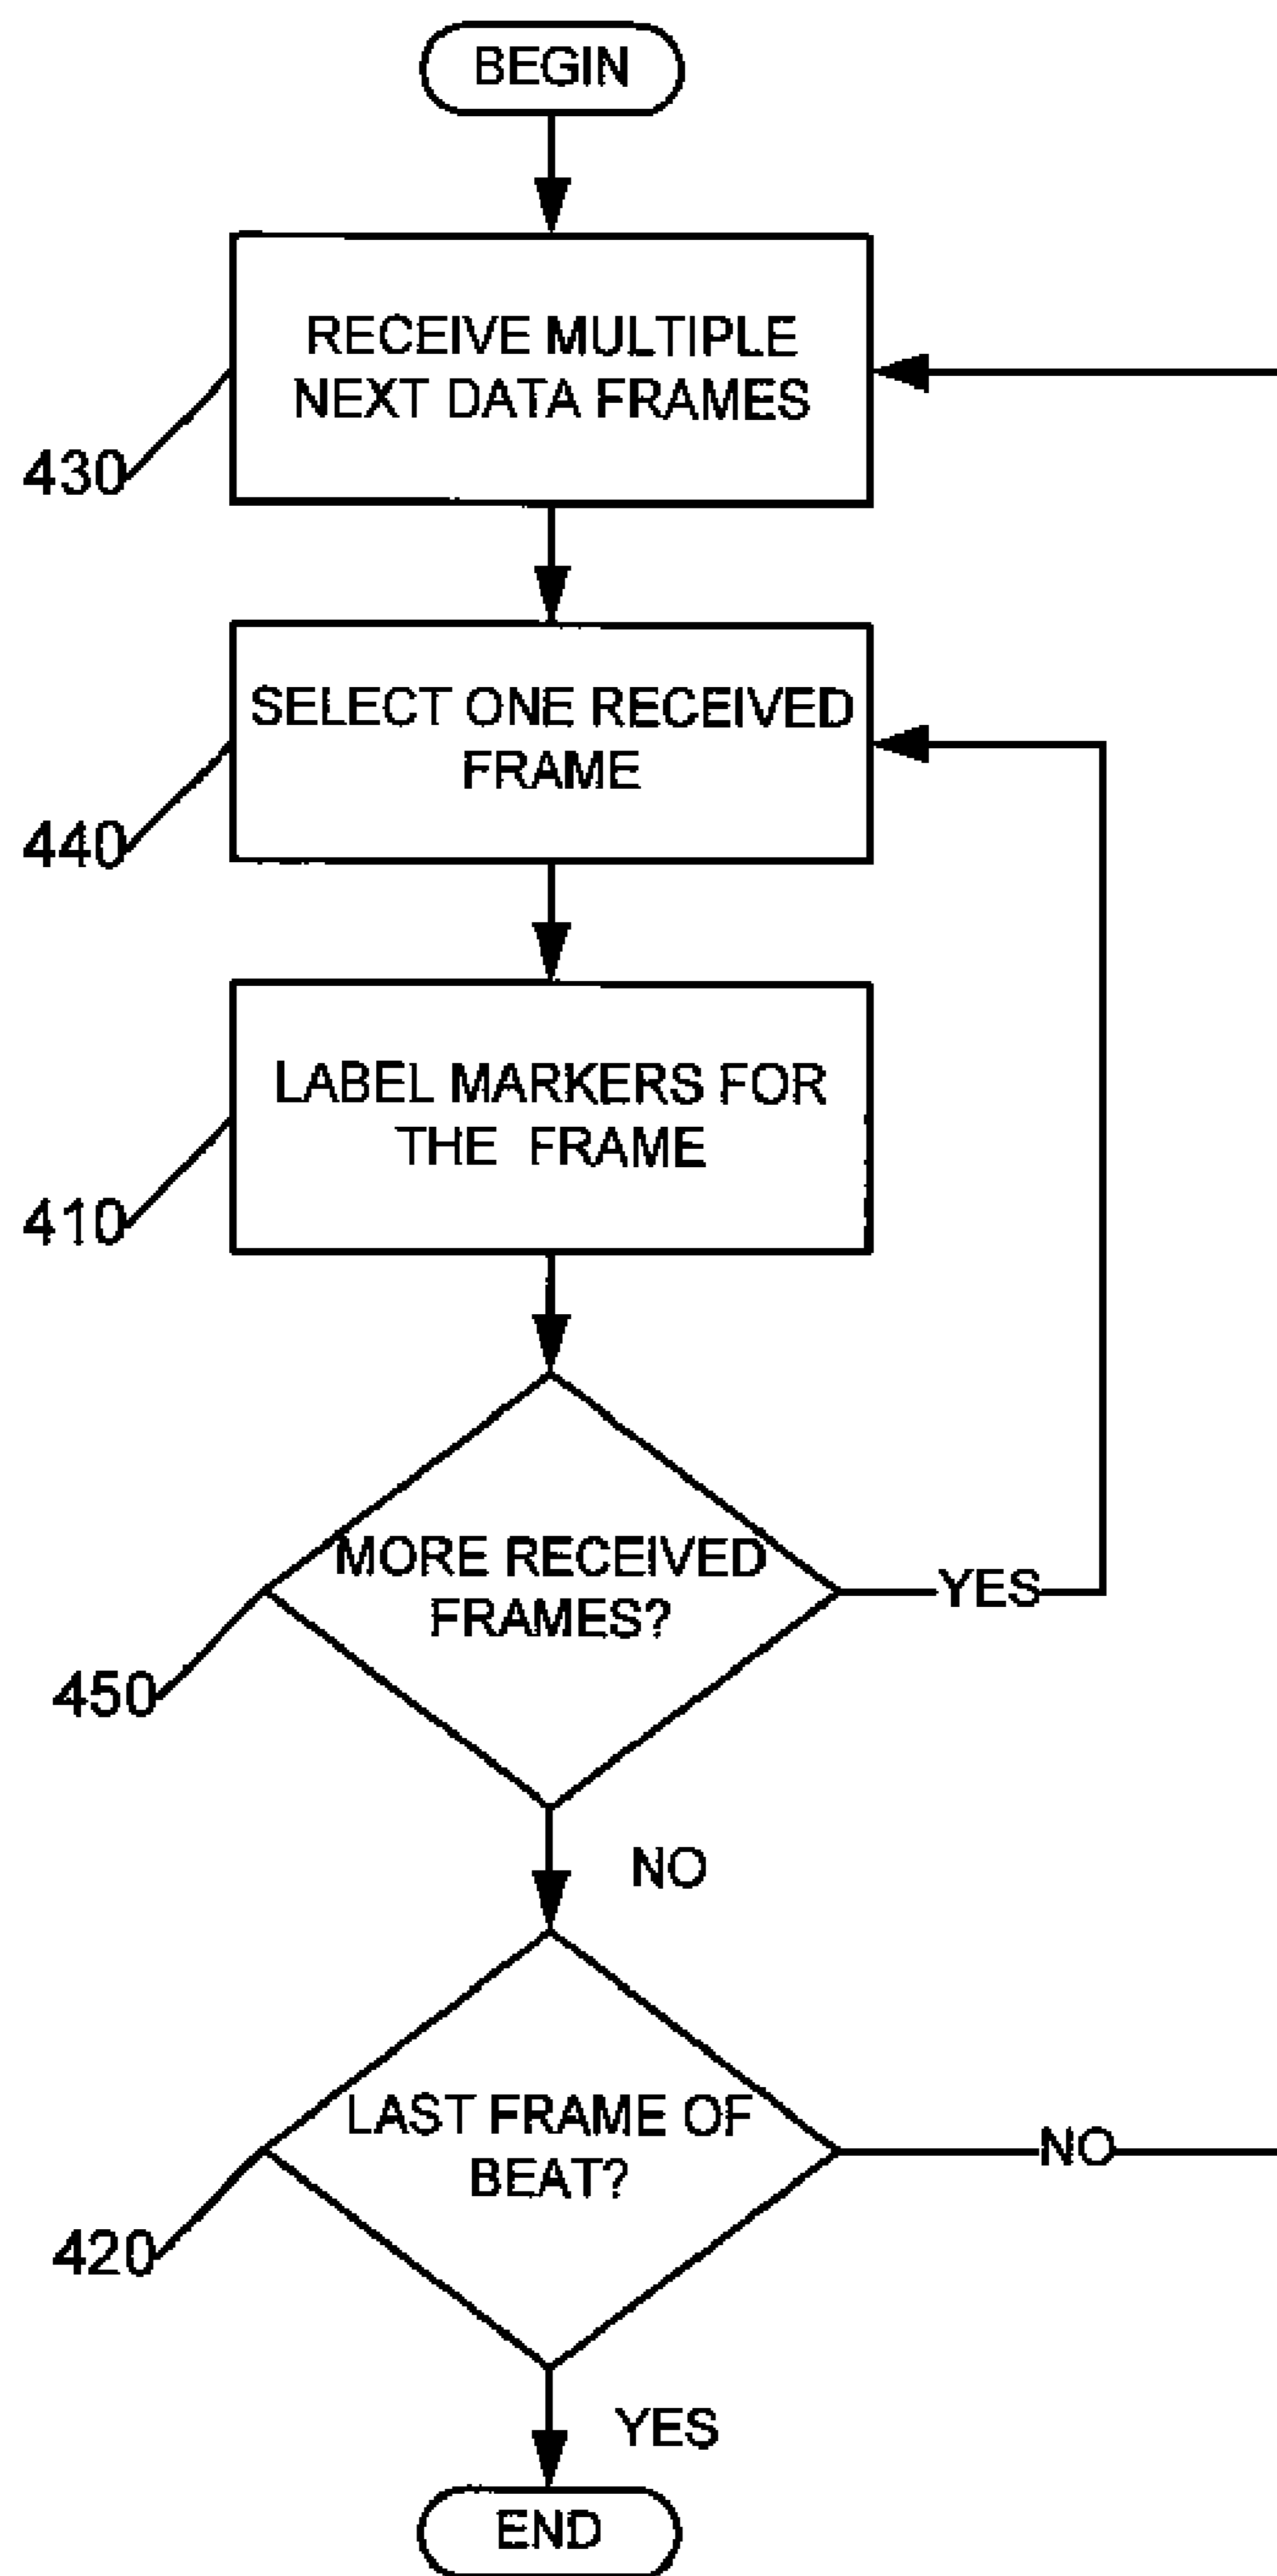 BEGIN
RECEIVE MULTIPLE
NEXT DATA FRAMES
430
SELECT ONE RECEIVED
FRAME
440
LABEL MARKERS FOR
THE FRAME
410
MORE RECEIVED
FRAMES?
YES
450
NO
LAST FRAME OF
BEAT?
NO
420
YES
END